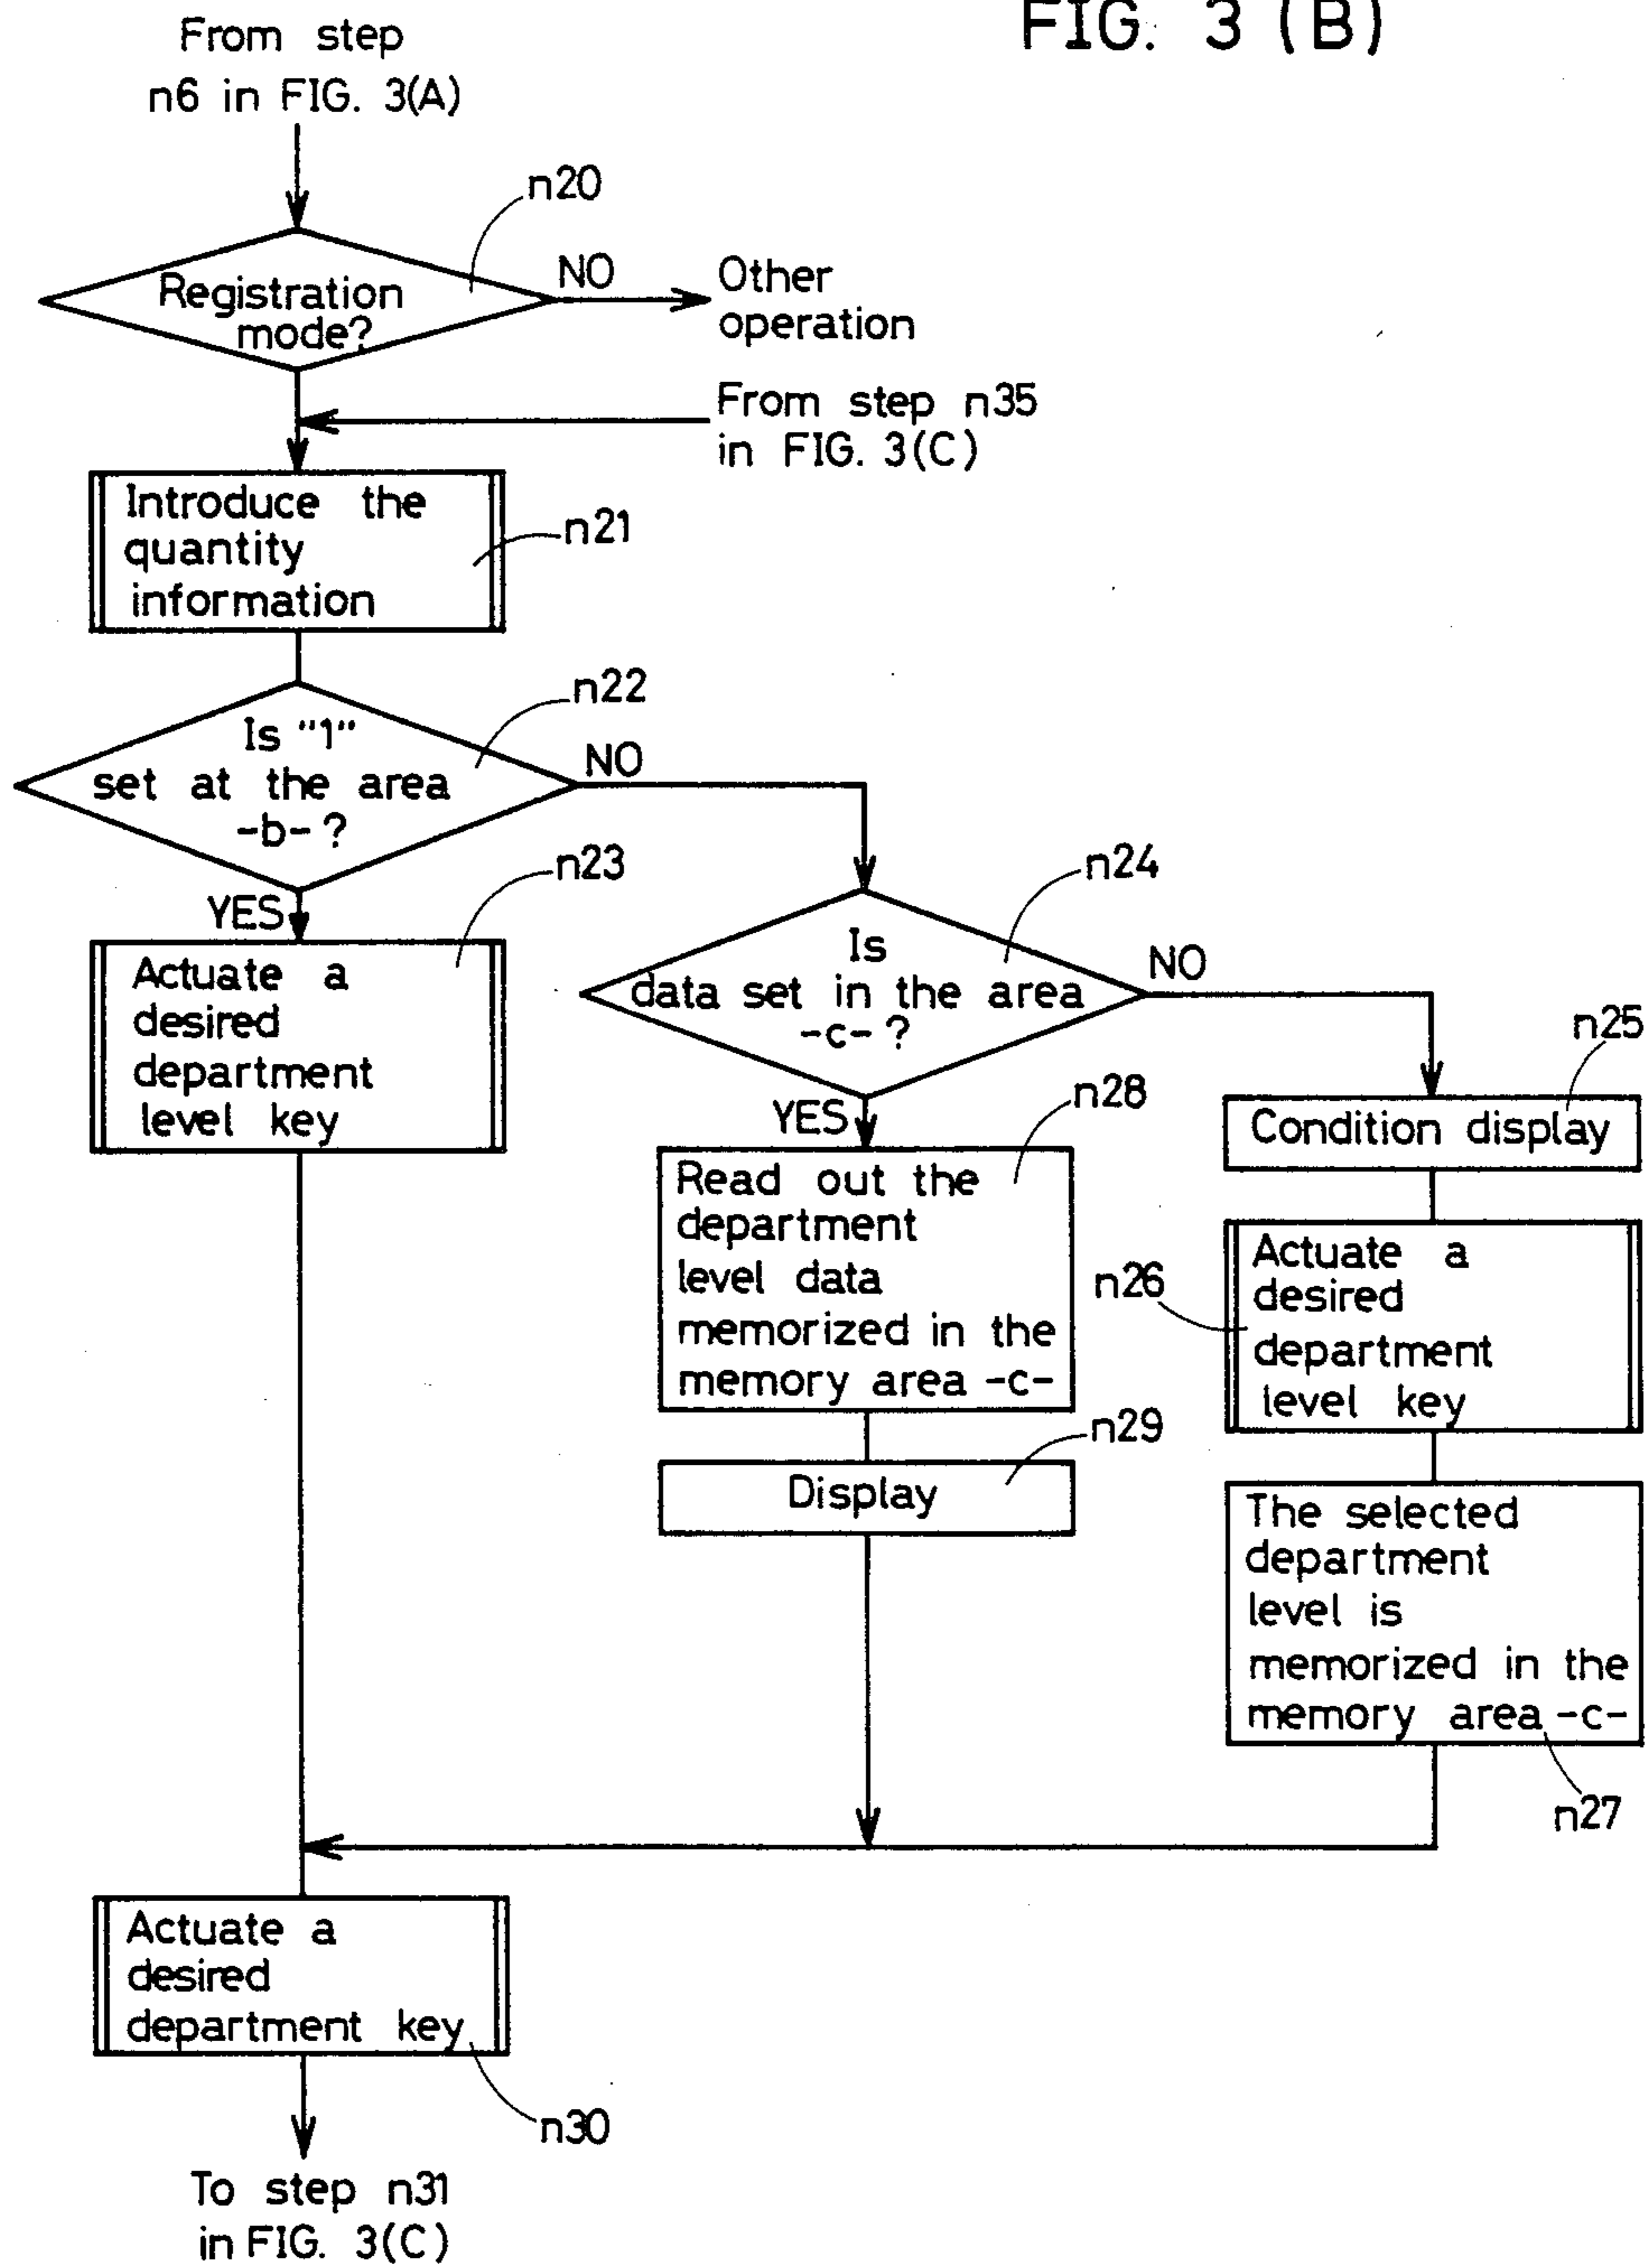 FIG. 3 (B)
From step
n6 in FIG. 3(A)
n20
Registration
mode?
NO
Other
operation
From step n35
in FIG. 3(C)
Introduce the
quantity
information
n21
n22
Is "1"
set at the area
-b-?
NO
YES
n23
Actuate a
desired
department
level key
n24
Is
data set in the area
-c-?
NO
YES
n25
Condition display
n28
Read out the
department
level data
memorized in the
memory area -c-
n26
Actuate a
desired
department
level key
n29
Display
The selected
department
level is
memorized in the
memory area -c-
n27
Actuate a
desired
department key
n30
To step n31
in FIG. 3(C)